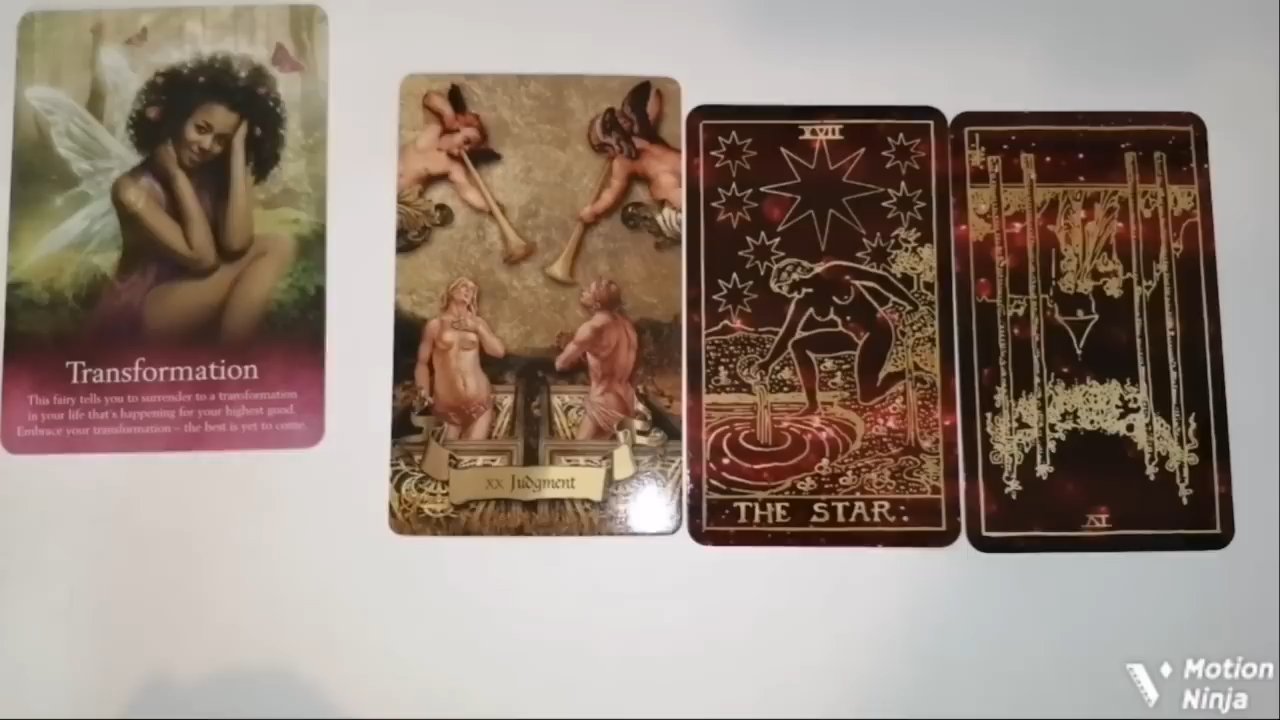 Transformation
This fairy tells you to surrender to a transformation
in your life that's happening for your highest good.
Embrace your transformation – the best is yet to come.
XX Judgment
XVII
THE STAR:
IV
Motion
Ninja